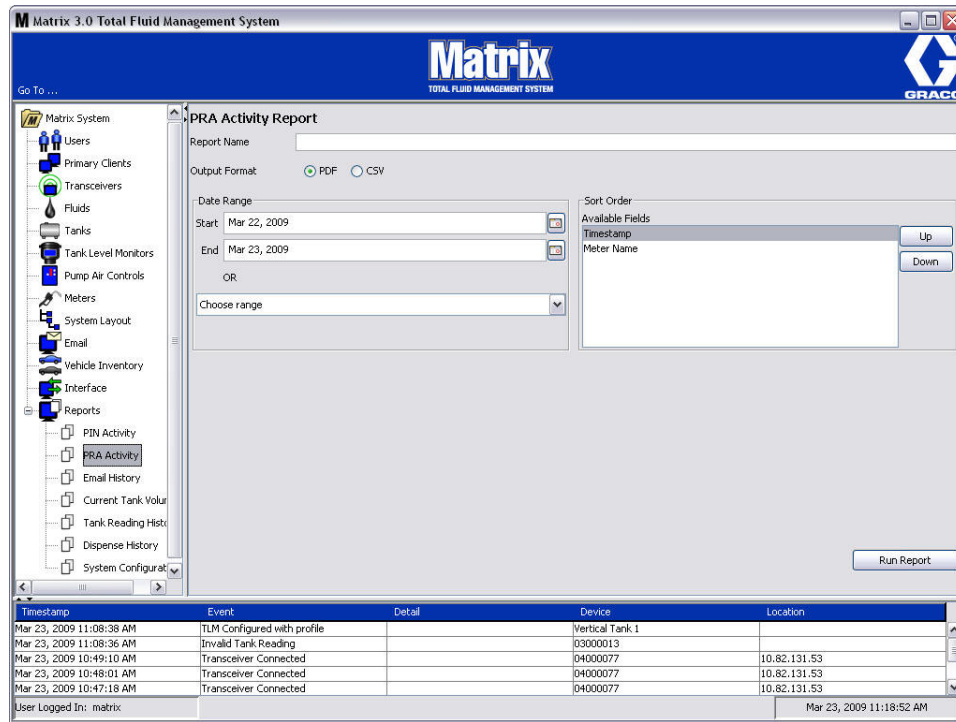 M Matrix 3.0 Total Fluid Management System
Matrix
TOTAL FLUID MANAGEMENT SYSTEM
Go To ...
GRACO
Matrix System
Users
Primary Clients
Transceivers
Fluids
Tanks
Tank Level Monitors
Pump Air Controls
Meters
System Layout
Email
Vehicle Inventory
Interface
Reports
PIN Activity
PRA Activity
Email History
Current Tank Volur
Tank Reading Histo
Dispense History
System Configurat
PRA Activity Report
Report Name
Output Format PDF CSV
Date Range
Start Mar 22, 2009
End Mar 23, 2009
OR
Choose range
Sort Order
Available Fields
Timestamp
Meter Name
Up
Down
Run Report
Timestamp Event Detail Device Location
Mar 23, 2009 11:08:38 AM TLM Configured with profile Vertical Tank 1
Mar 23, 2009 11:08:36 AM Invalid Tank Reading 03000013
Mar 23, 2009 10:49:10 AM Transceiver Connected 04000077 10.82.131.53
Mar 23, 2009 10:48:01 AM Transceiver Connected 04000077 10.82.131.53
Mar 23, 2009 10:47:18 AM Transceiver Connected 04000077 10.82.131.53
User Logged In: matrix Mar 23, 2009 11:18:52 AM